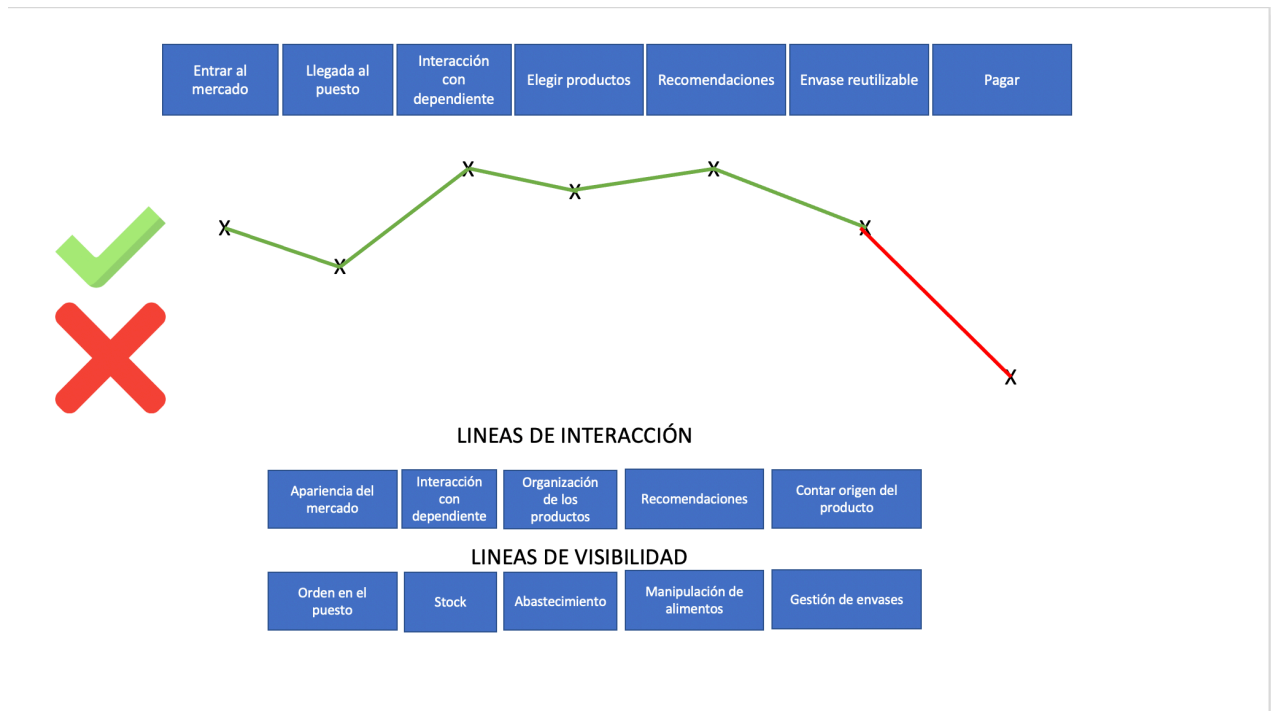 Entrar al
mercado
Llegada al
puesto
Interacción
con
dependiente
Elegir productos
Recomendaciones
Envase reutilizable
Pagar
X
X
X
X
X
X
X
LINEAS DE INTERACCIÓN
Apariencia del
mercado
Interacción
con
dependiente
Organización
de los
productos
Recomendaciones
Contar origen del
producto
LINEAS DE VISIBILIDAD
Orden en el
puesto
Stock
Abastecimiento
Manipulación de
alimentos
Gestión de envases